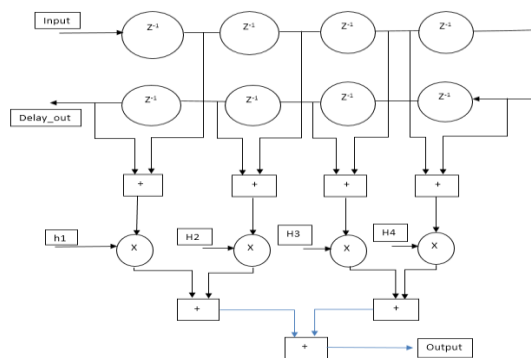 Input
Z⁻¹
Z⁻¹
Z⁻¹
Z⁻¹
Z⁻¹
Z⁻¹
Z⁻¹
Z⁻¹
Delay_out
+
+
+
+
h1
X
H2
X
H3
X
H4
X
+
+
+
Output